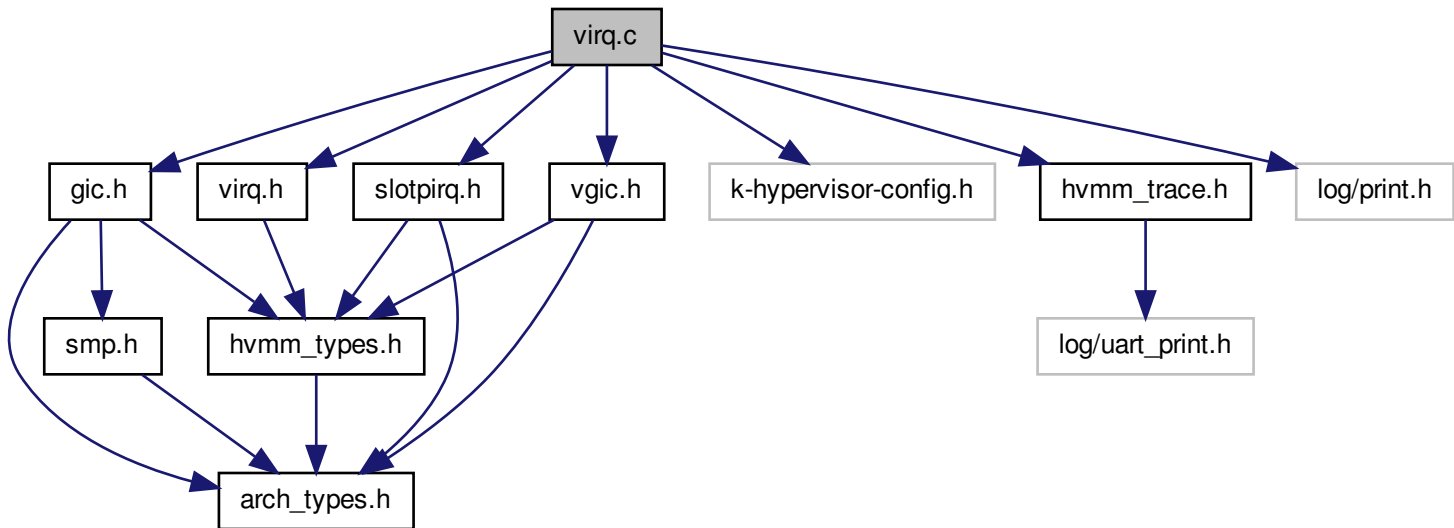 virq.c
gic.h
virq.h
slotpirq.h
vgic.h
k-hypervisor-config.h
hvmm_trace.h
log/print.h
smp.h
hvmm_types.h
log/uart_print.h
arch_types.h